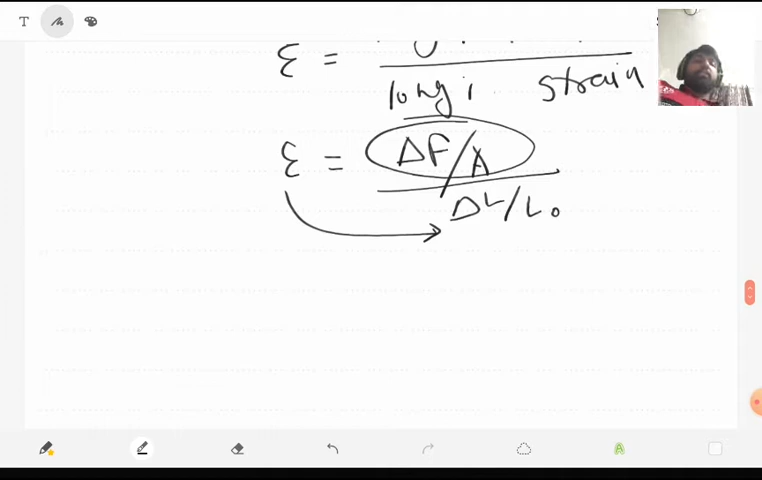 T
ε =
longi strain
ε = ΔF/A
ΔL/L₀
A